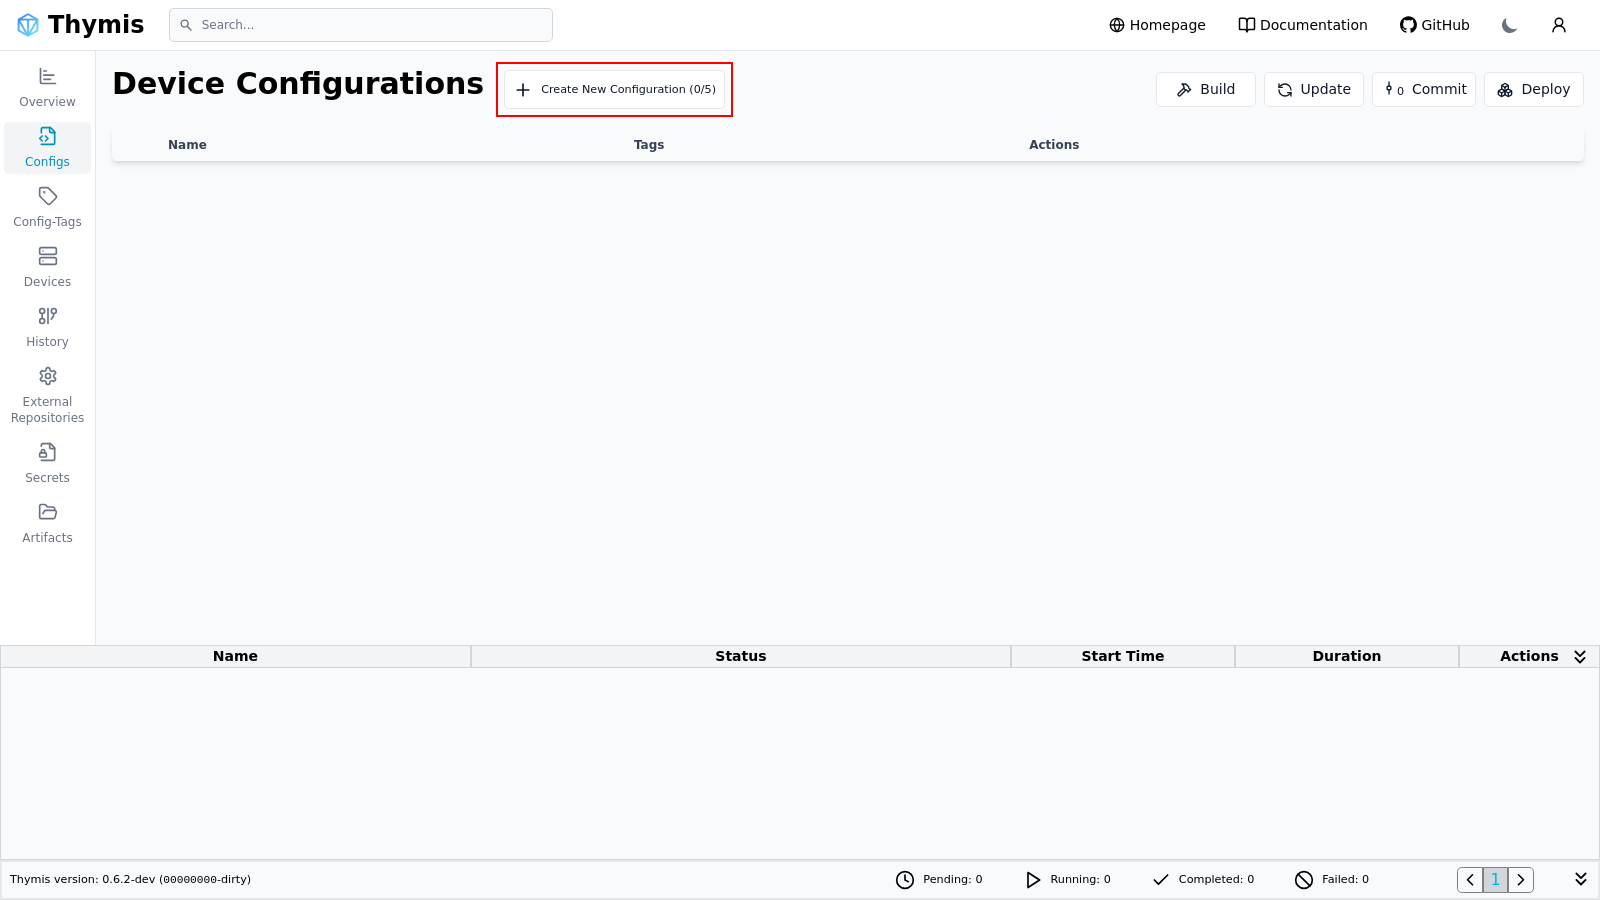 Thymis
Search...
Homepage
Documentation
GitHub
Overview
Configs
Config-Tags
Devices
History
External
Repositories
Secrets
Artifacts
Device Configurations
Create New Configuration (0/5)
Build
Update
0 Commit
Deploy
Name Tags Actions
Name Status Start Time Duration Actions
Thymis version: 0.6.2-dev (00000000-dirty)
Pending: 0
Running: 0
Completed: 0
Failed: 0
1